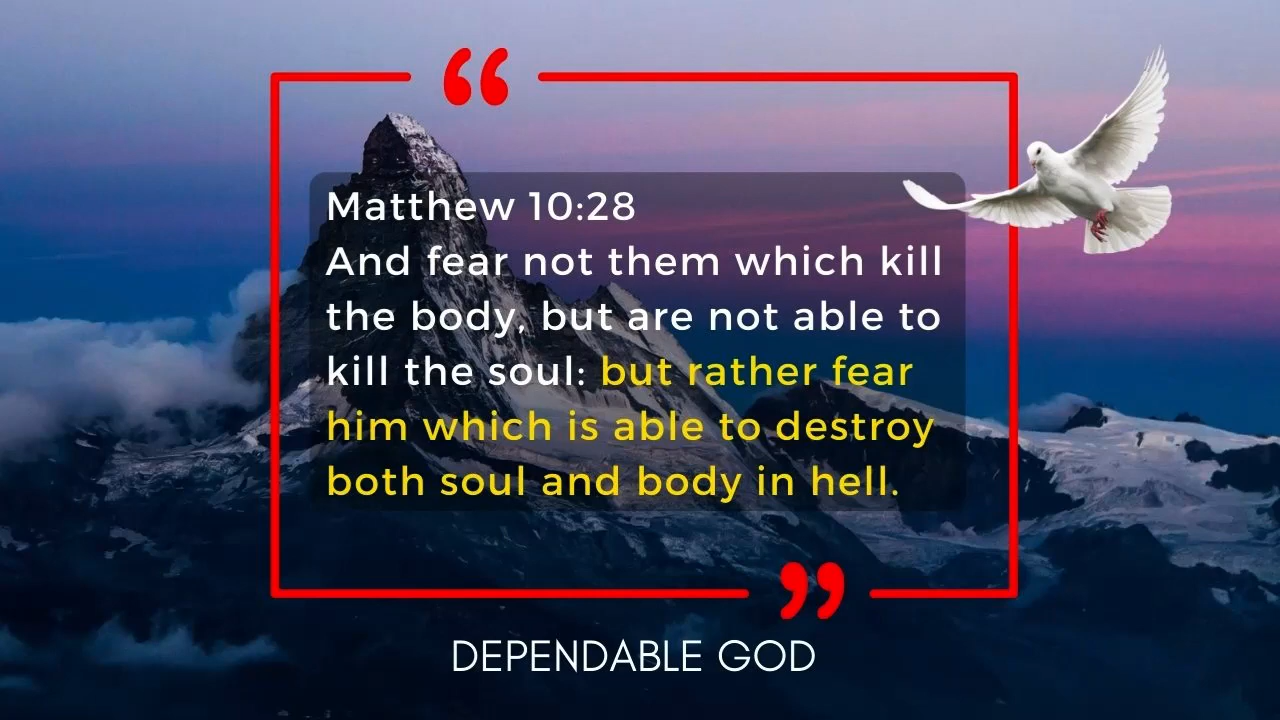 “
Matthew 10:28
And fear not them which kill
the body, but are not able to
kill the soul: but rather fear
him which is able to destroy
both soul and body in hell.
”
DEPENDABLE GOD